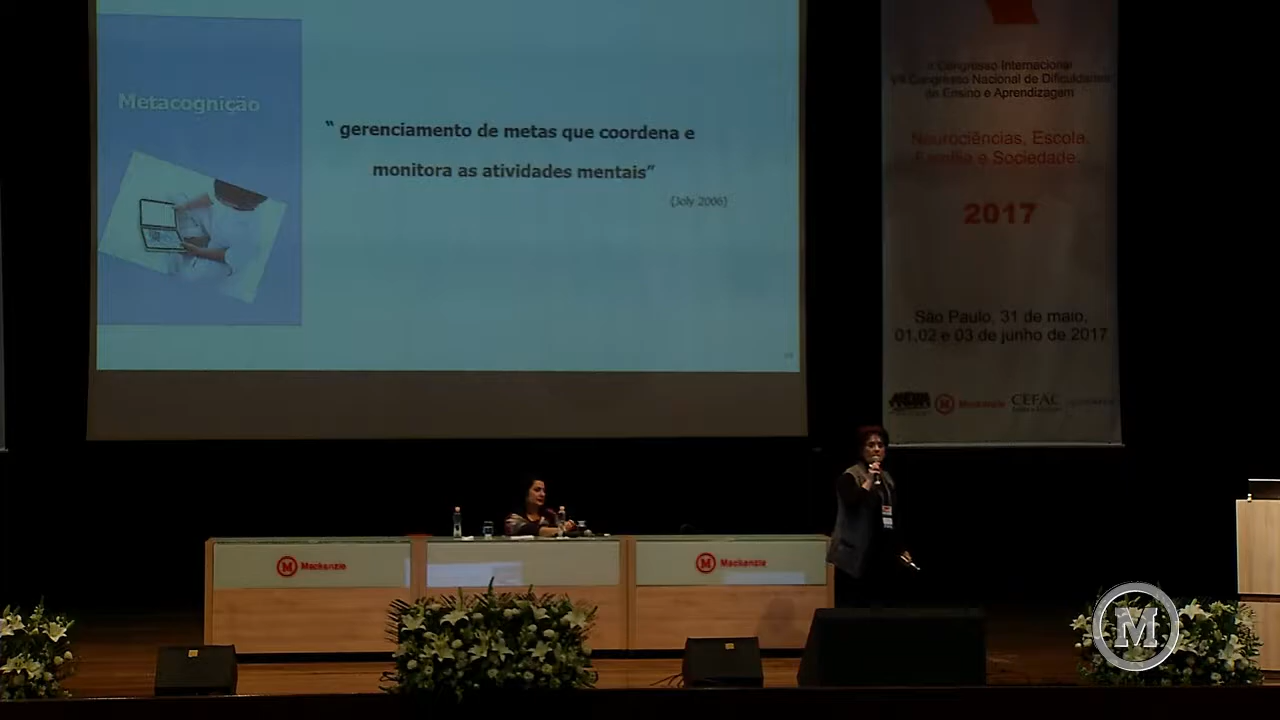 Metacognição
“ gerenciamento de metas que coordena e
monitora as atividades mentais”
(Joly 2006)
II Congresso Internacional
VII Congresso Nacional de Dificuldades
de Ensino e Aprendizagem
Neurociências, Escola,
Família e Sociedade.
2017
São Paulo, 31 de maio,
01,02 e 03 de junho de 2017
M Mackenzie
CEFAC
M Mackenzie
M Mackenzie
M